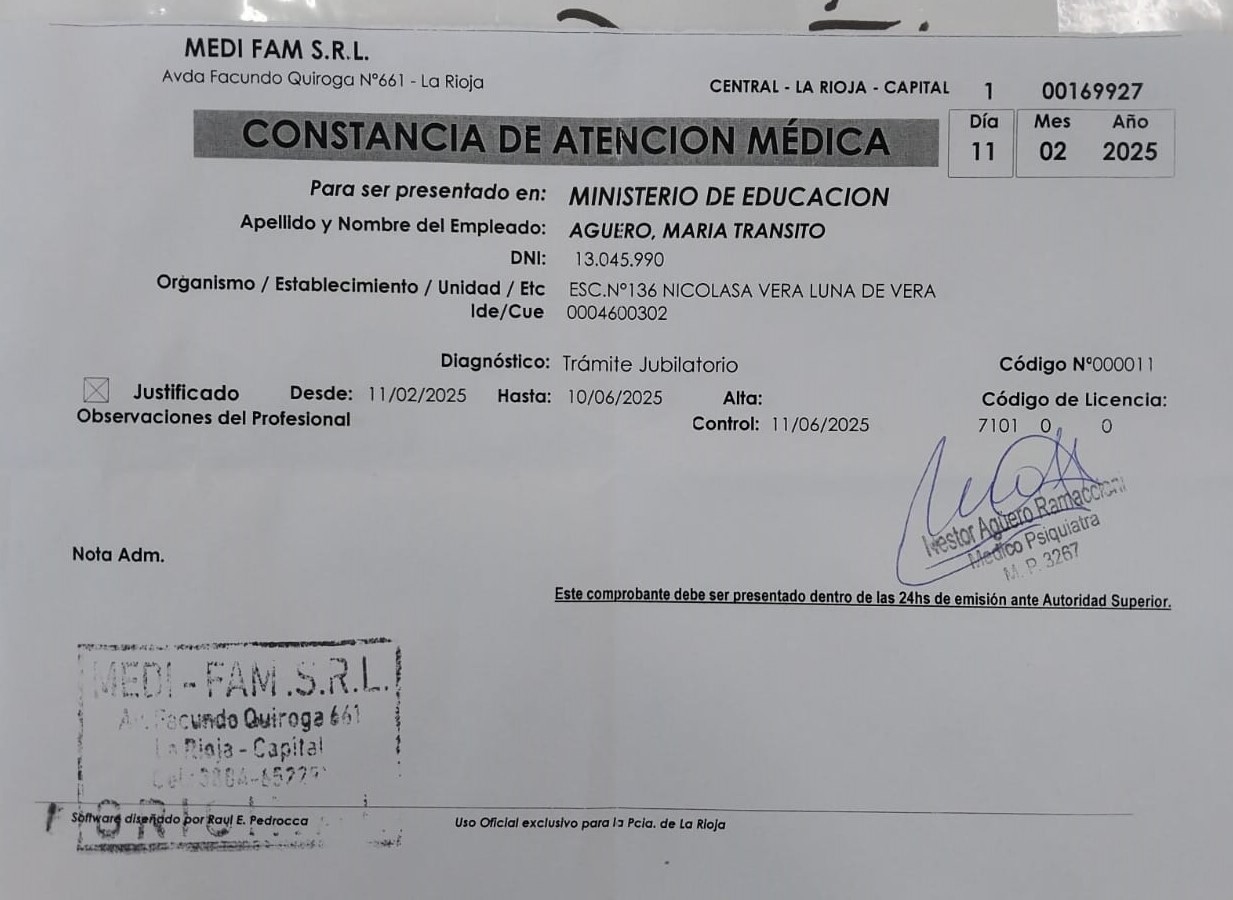 MEDI FAM S.R.L.
Avda Facundo Quiroga Nº661 - La Rioja
CENTRAL - LA RIOJA - CAPITAL 1 00169927
CONSTANCIA DE ATENCION MÉDICA
Día Mes Año
11 02 2025
Para ser presentado en: MINISTERIO DE EDUCACION
Apellido y Nombre del Empleado: AGUERO, MARIA TRANSITO
DNI: 13.045.990
Organismo / Establecimiento / Unidad / Etc ESC.Nº136 NICOLASA VERA LUNA DE VERA
Ide/Cue 0004600302
Diagnóstico: Trámite Jubilatorio Código Nº000011
Justificado Desde: 11/02/2025 Hasta: 10/06/2025 Alta: Código de Licencia:
Observaciones del Profesional Control: 11/06/2025 7101 0 0
Nestor Agüero Ramaccioni
Médico Psiquiatra
M. P. 3267
Nota Adm.
Este comprobante debe ser presentado dentro de las 24hs de emisión ante Autoridad Superior.
MEDI - FAM .S.R.L.
Av. Facundo Quiroga 661
La Rioja - Capital
Software diseñado por Raul E. Pedrocca
Uso Oficial exclusivo para la Pcia. de La Rioja